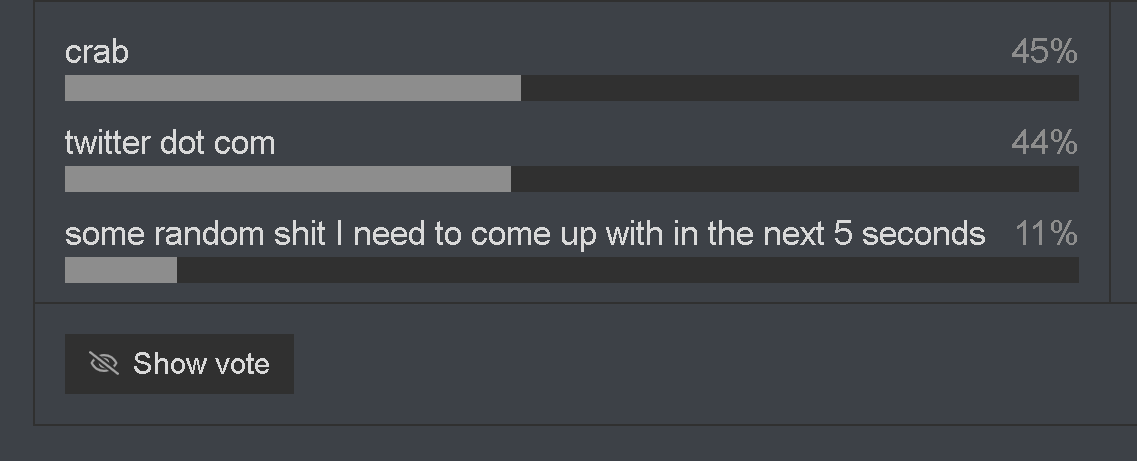 crab 45%
twitter dot com 44%
some random shit I need to come up with in the next 5 seconds 11%
Show vote